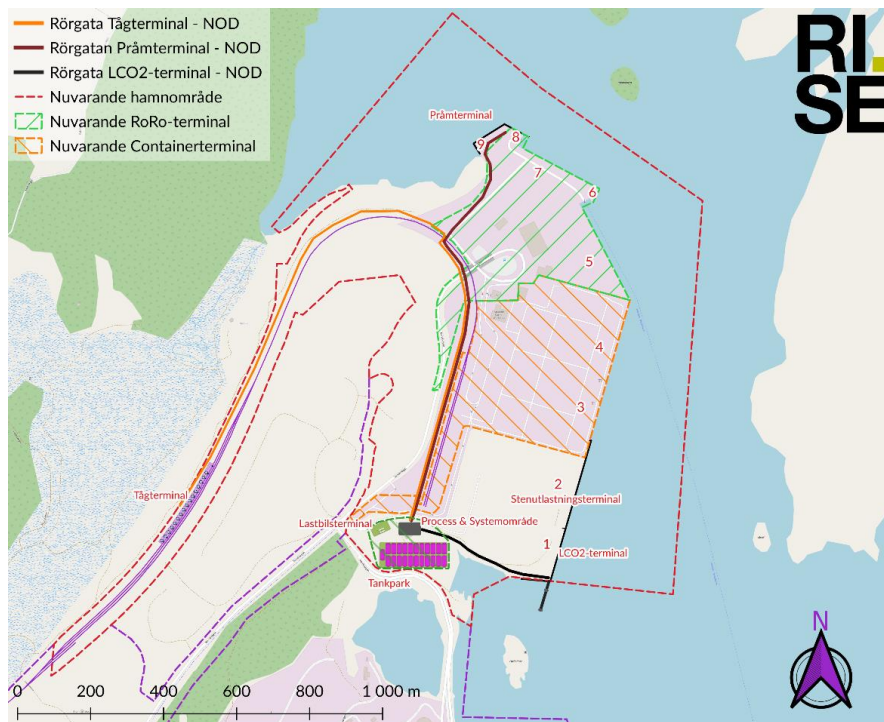 Rörgata Tågterminal - NOD
Rörgatan Pråmterminal - NOD
Rörgata LCO2-terminal - NOD
Nuvarande hamnområde
Nuvarande RoRo-terminal
Nuvarande Containerterminal
RI.
SE
Pråmterminal
9
8
7
6
5
4
3
2
Stenutlastningsterminal
Tågterminal
Lastbilsterminal
Process & Systemområde
1
LCO2-terminal
Tankpark
N
0 200 400 600 800 1 000 m